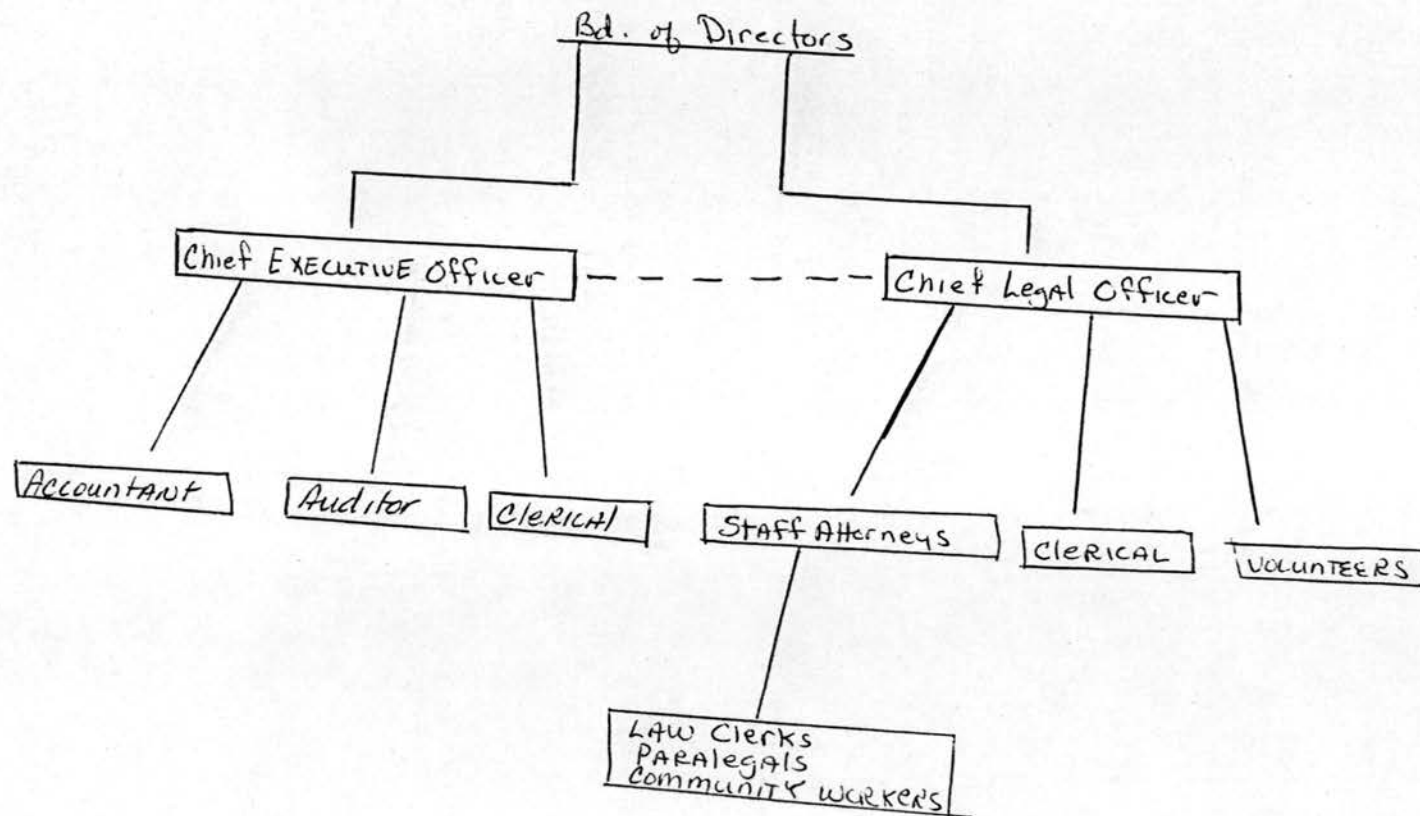 Bd. of Directors
Chief EXECUTIVE Officer
Chief Legal Officer
Accountant
Auditor
Clerical
Staff Attorneys
Clerical
VOLUNTEERS
LAW Clerks
PARAlegals
Community Workers